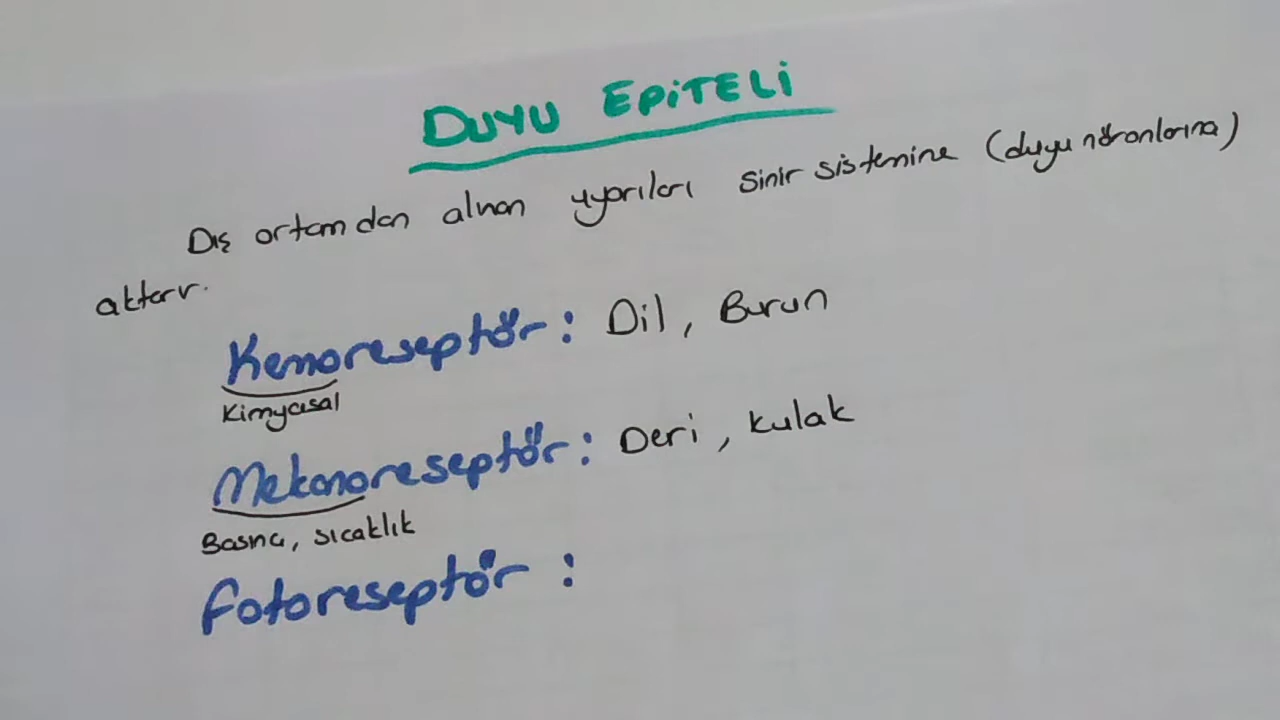 DUYU EPİTELİ
Dış ortamdan alınan uyarıları sinir sistemine (duyu nöronlarına)
aktarır.
Kemoreseptör : Dil, Burun
Kimyasal
Mekanoreseptör : Deri, kulak
Basınç, sıcaklık
Fotoreseptör :